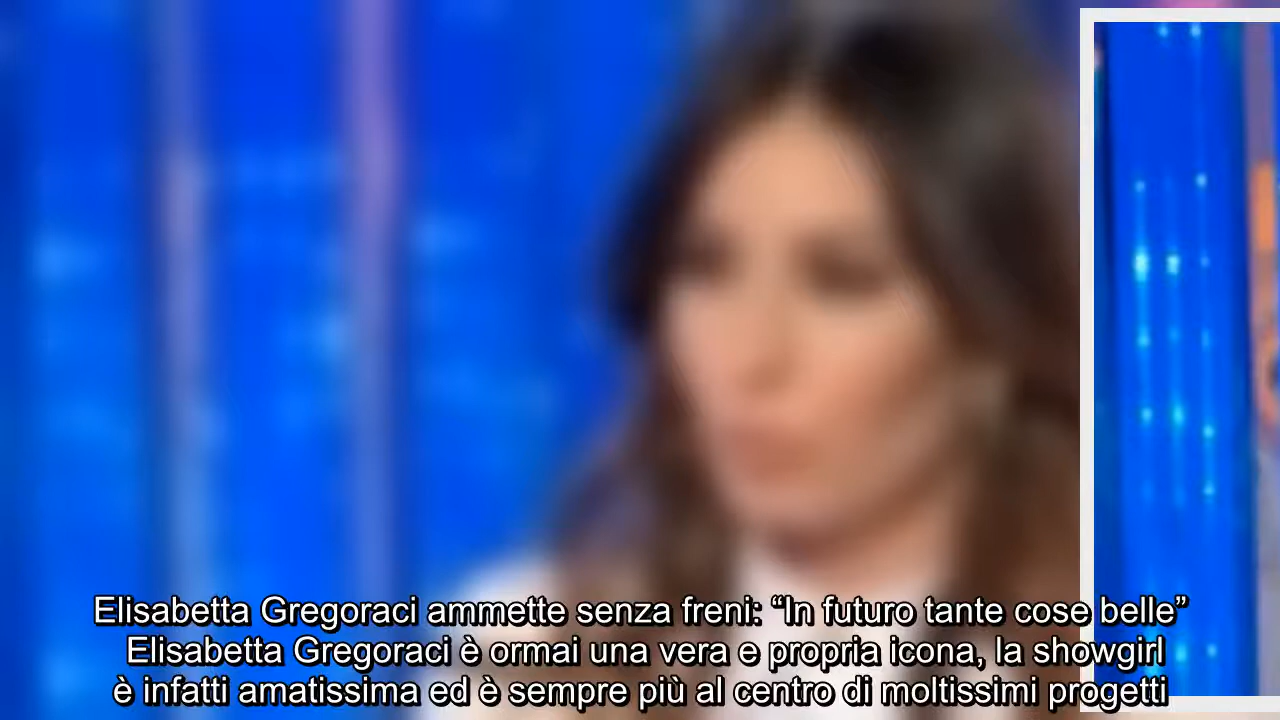 Elisabetta Gregoraci ammette senza freni: “In futuro tante cose belle”
Elisabetta Gregoraci è ormai una vera e propria icona, la showgirl
è infatti amatissima ed è sempre più al centro di moltissimi progetti